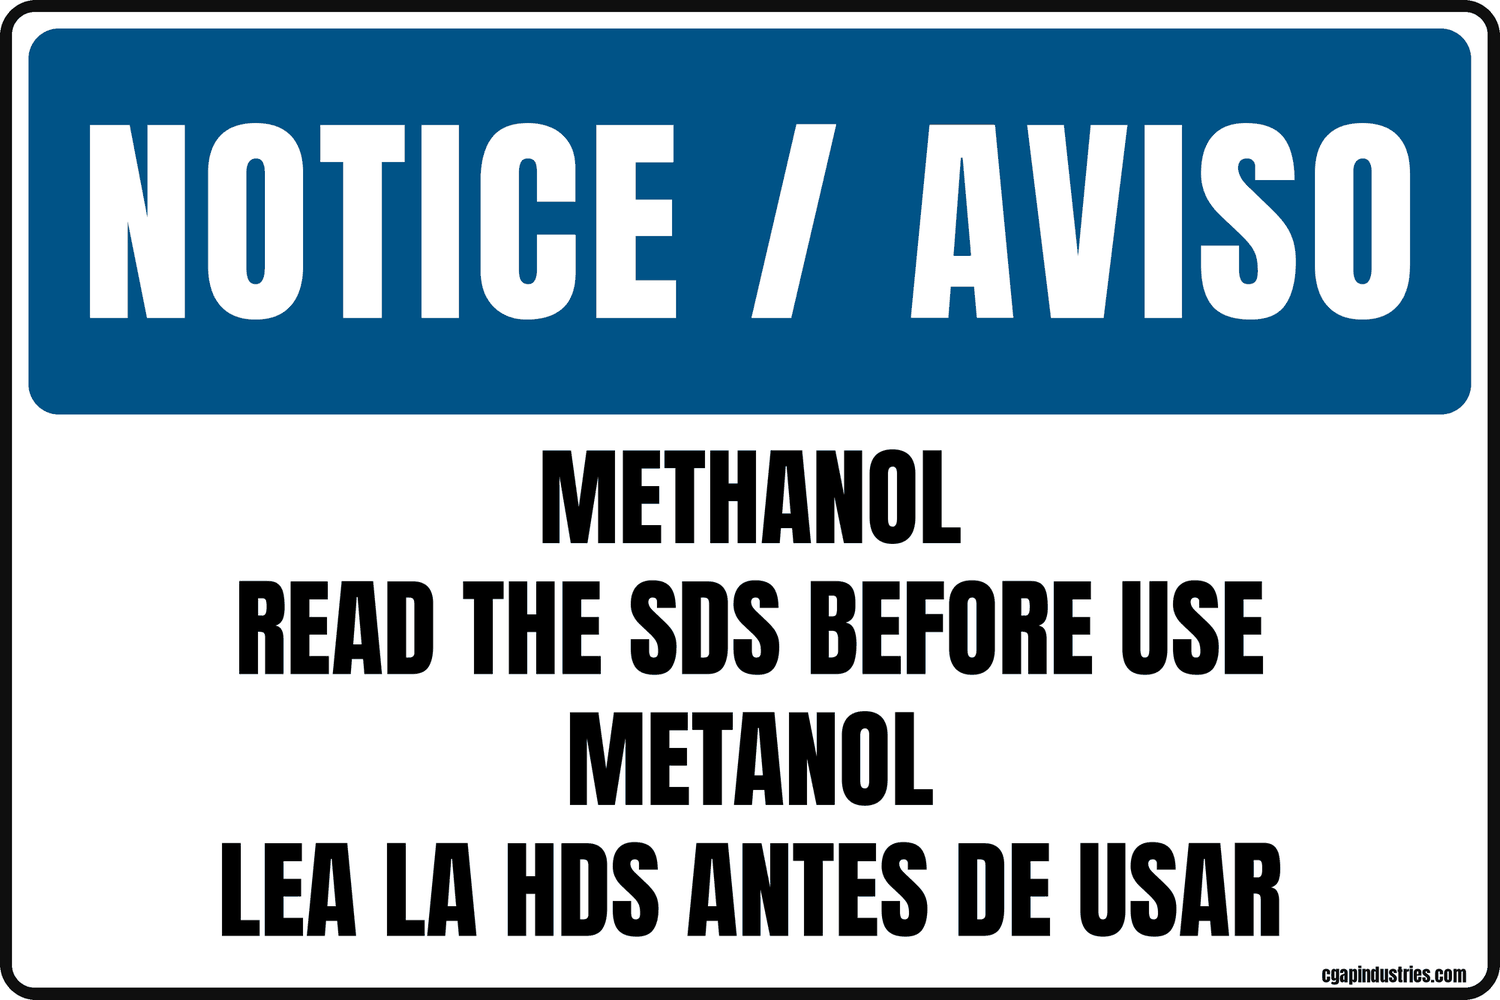 NOTICE / AVISO
METHANOL
READ THE SDS BEFORE USE
METANOL
LEA LA HDS ANTES DE USAR
cgapindustries.com